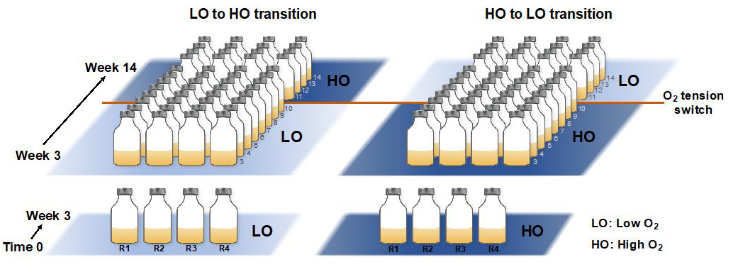 LO to HO transition
HO to LO transition
Week 14
14
13
12
11
HO
14
13
12
11
LO
O2 tension
switch
10
9
8
7
6
5
4
3
LO
10
9
8
7
6
5
4
3
HO
Week 3
Week 3
Time 0
R1 R2 R3 R4
LO
R1 R2 R3 R4
HO
LO: Low O2
HO: High O2